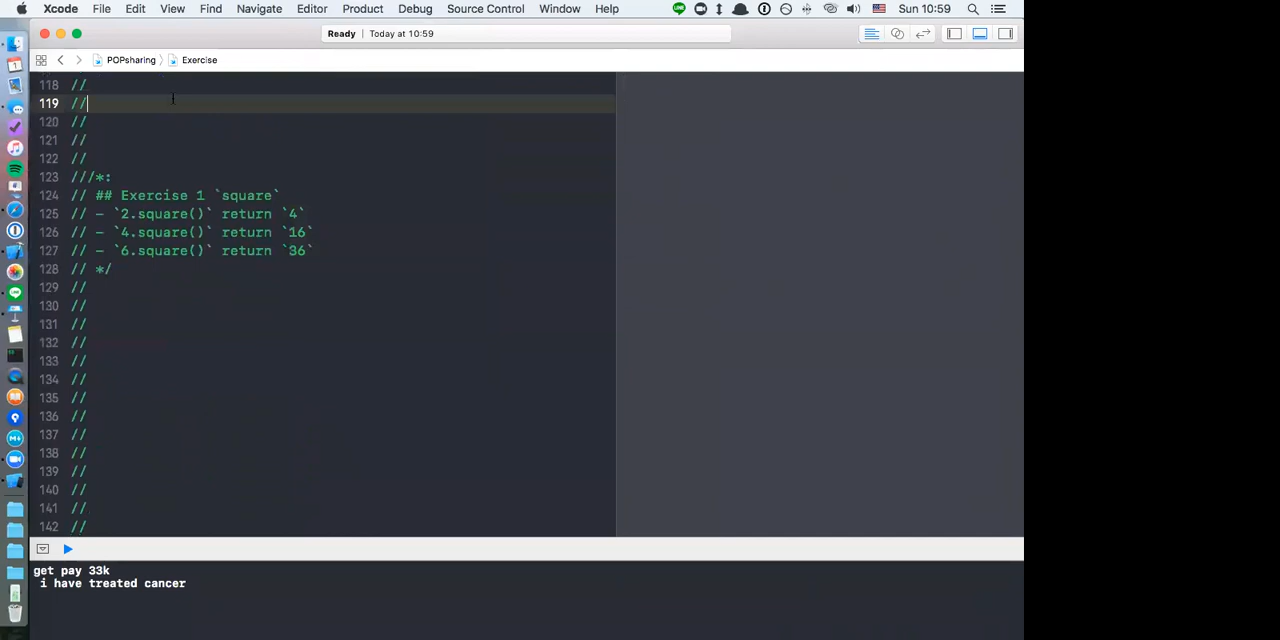 Xcode File Edit View Find Navigate Editor Product Debug Source Control Window Help Sun 10:59
Ready | Today at 10:59
POPsharing Exercise
118 //
119 //
120 //
121 //
122 //
123 ///*:
124 // ## Exercise 1 `square`
125 // - `2.square()` return `4`
126 // - `4.square()` return `16`
127 // - `6.square()` return `36`
128 // */
129 //
130 //
131 //
132 //
133 //
134 //
135 //
136 //
137 //
138 //
139 //
140 //
141 //
142 //
get pay 33k
i have treated cancer